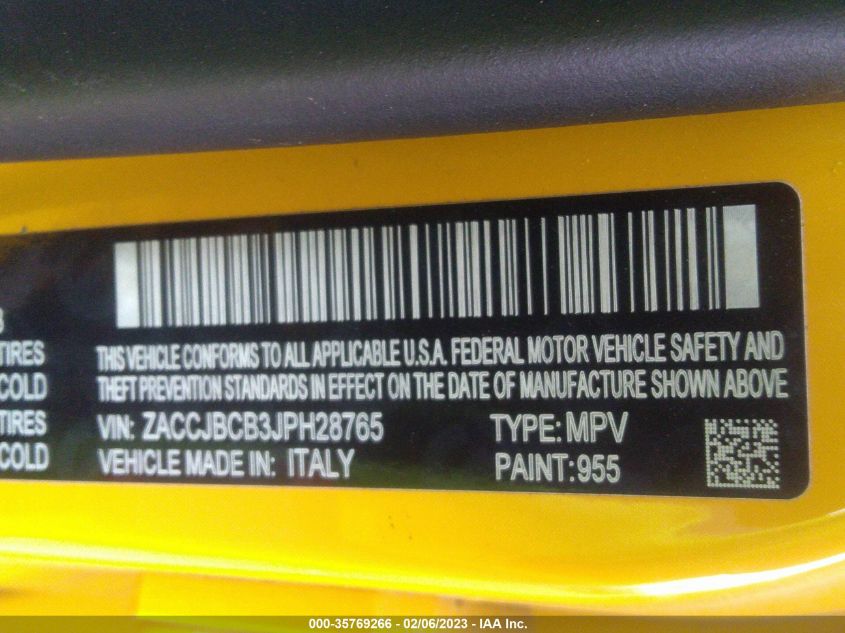 TIRES
COLD
TIRES
COLD
THIS VEHICLE CONFORMS TO ALL APPLICABLE U.S.A. FEDERAL MOTOR VEHICLE SAFETY AND
THEFT PREVENTION STANDARDS IN EFFECT ON THE DATE OF MANUFACTURE SHOWN ABOVE
VIN: ZACCJBCB3JPH28765 TYPE: MPV
VEHICLE MADE IN: ITALY PAINT:955
000-35769266 - 02/06/2023 - IAA Inc.